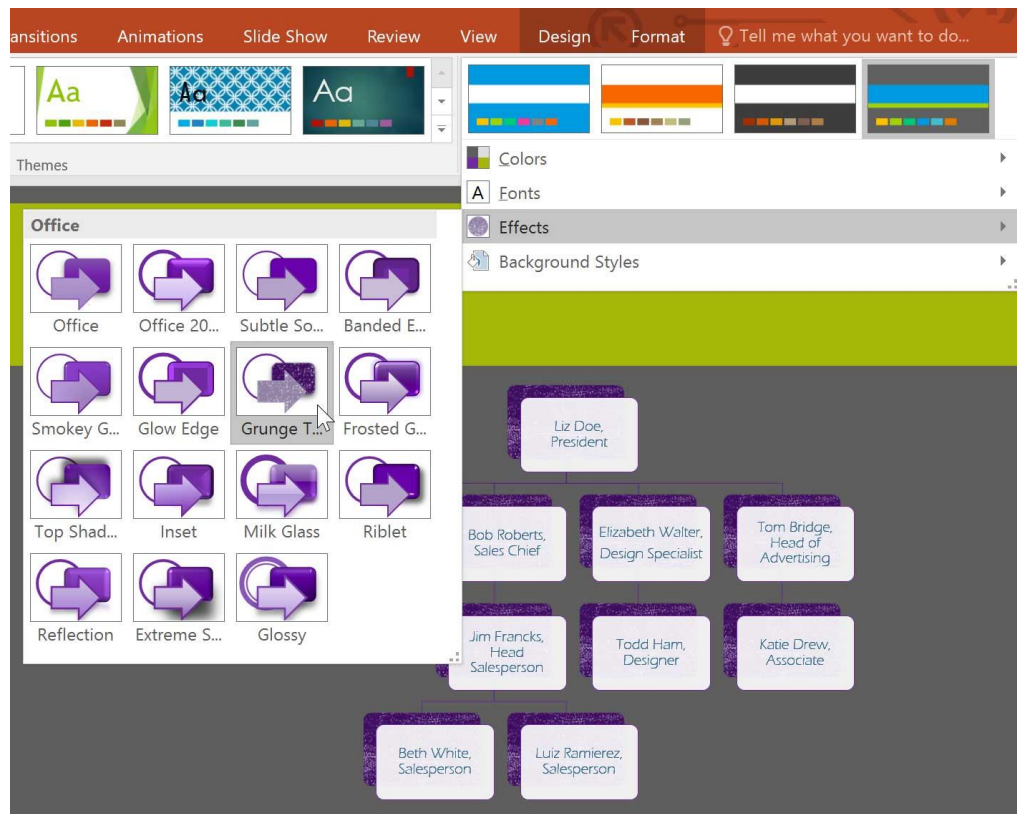 ansitions Animations Slide Show Review View Design Format Tell me what you want to do...
Aa Aa Aa
Themes
Colors
A Fonts
Effects
Background Styles
Office
Office Office 20... Subtle So... Banded E...
Smokey G... Glow Edge Grunge T... Frosted G...
Top Shad... Inset Milk Glass Riblet
Reflection Extreme S... Glossy
Liz Doe,
President
Bob Roberts,
Sales Chief
Elizabeth Walter,
Design Specialist
Tom Bridge,
Head of
Advertising
Jim Francks,
Head
Salesperson
Todd Ham,
Designer
Katie Drew,
Associate
Beth White,
Salesperson
Luiz Ramierez,
Salesperson